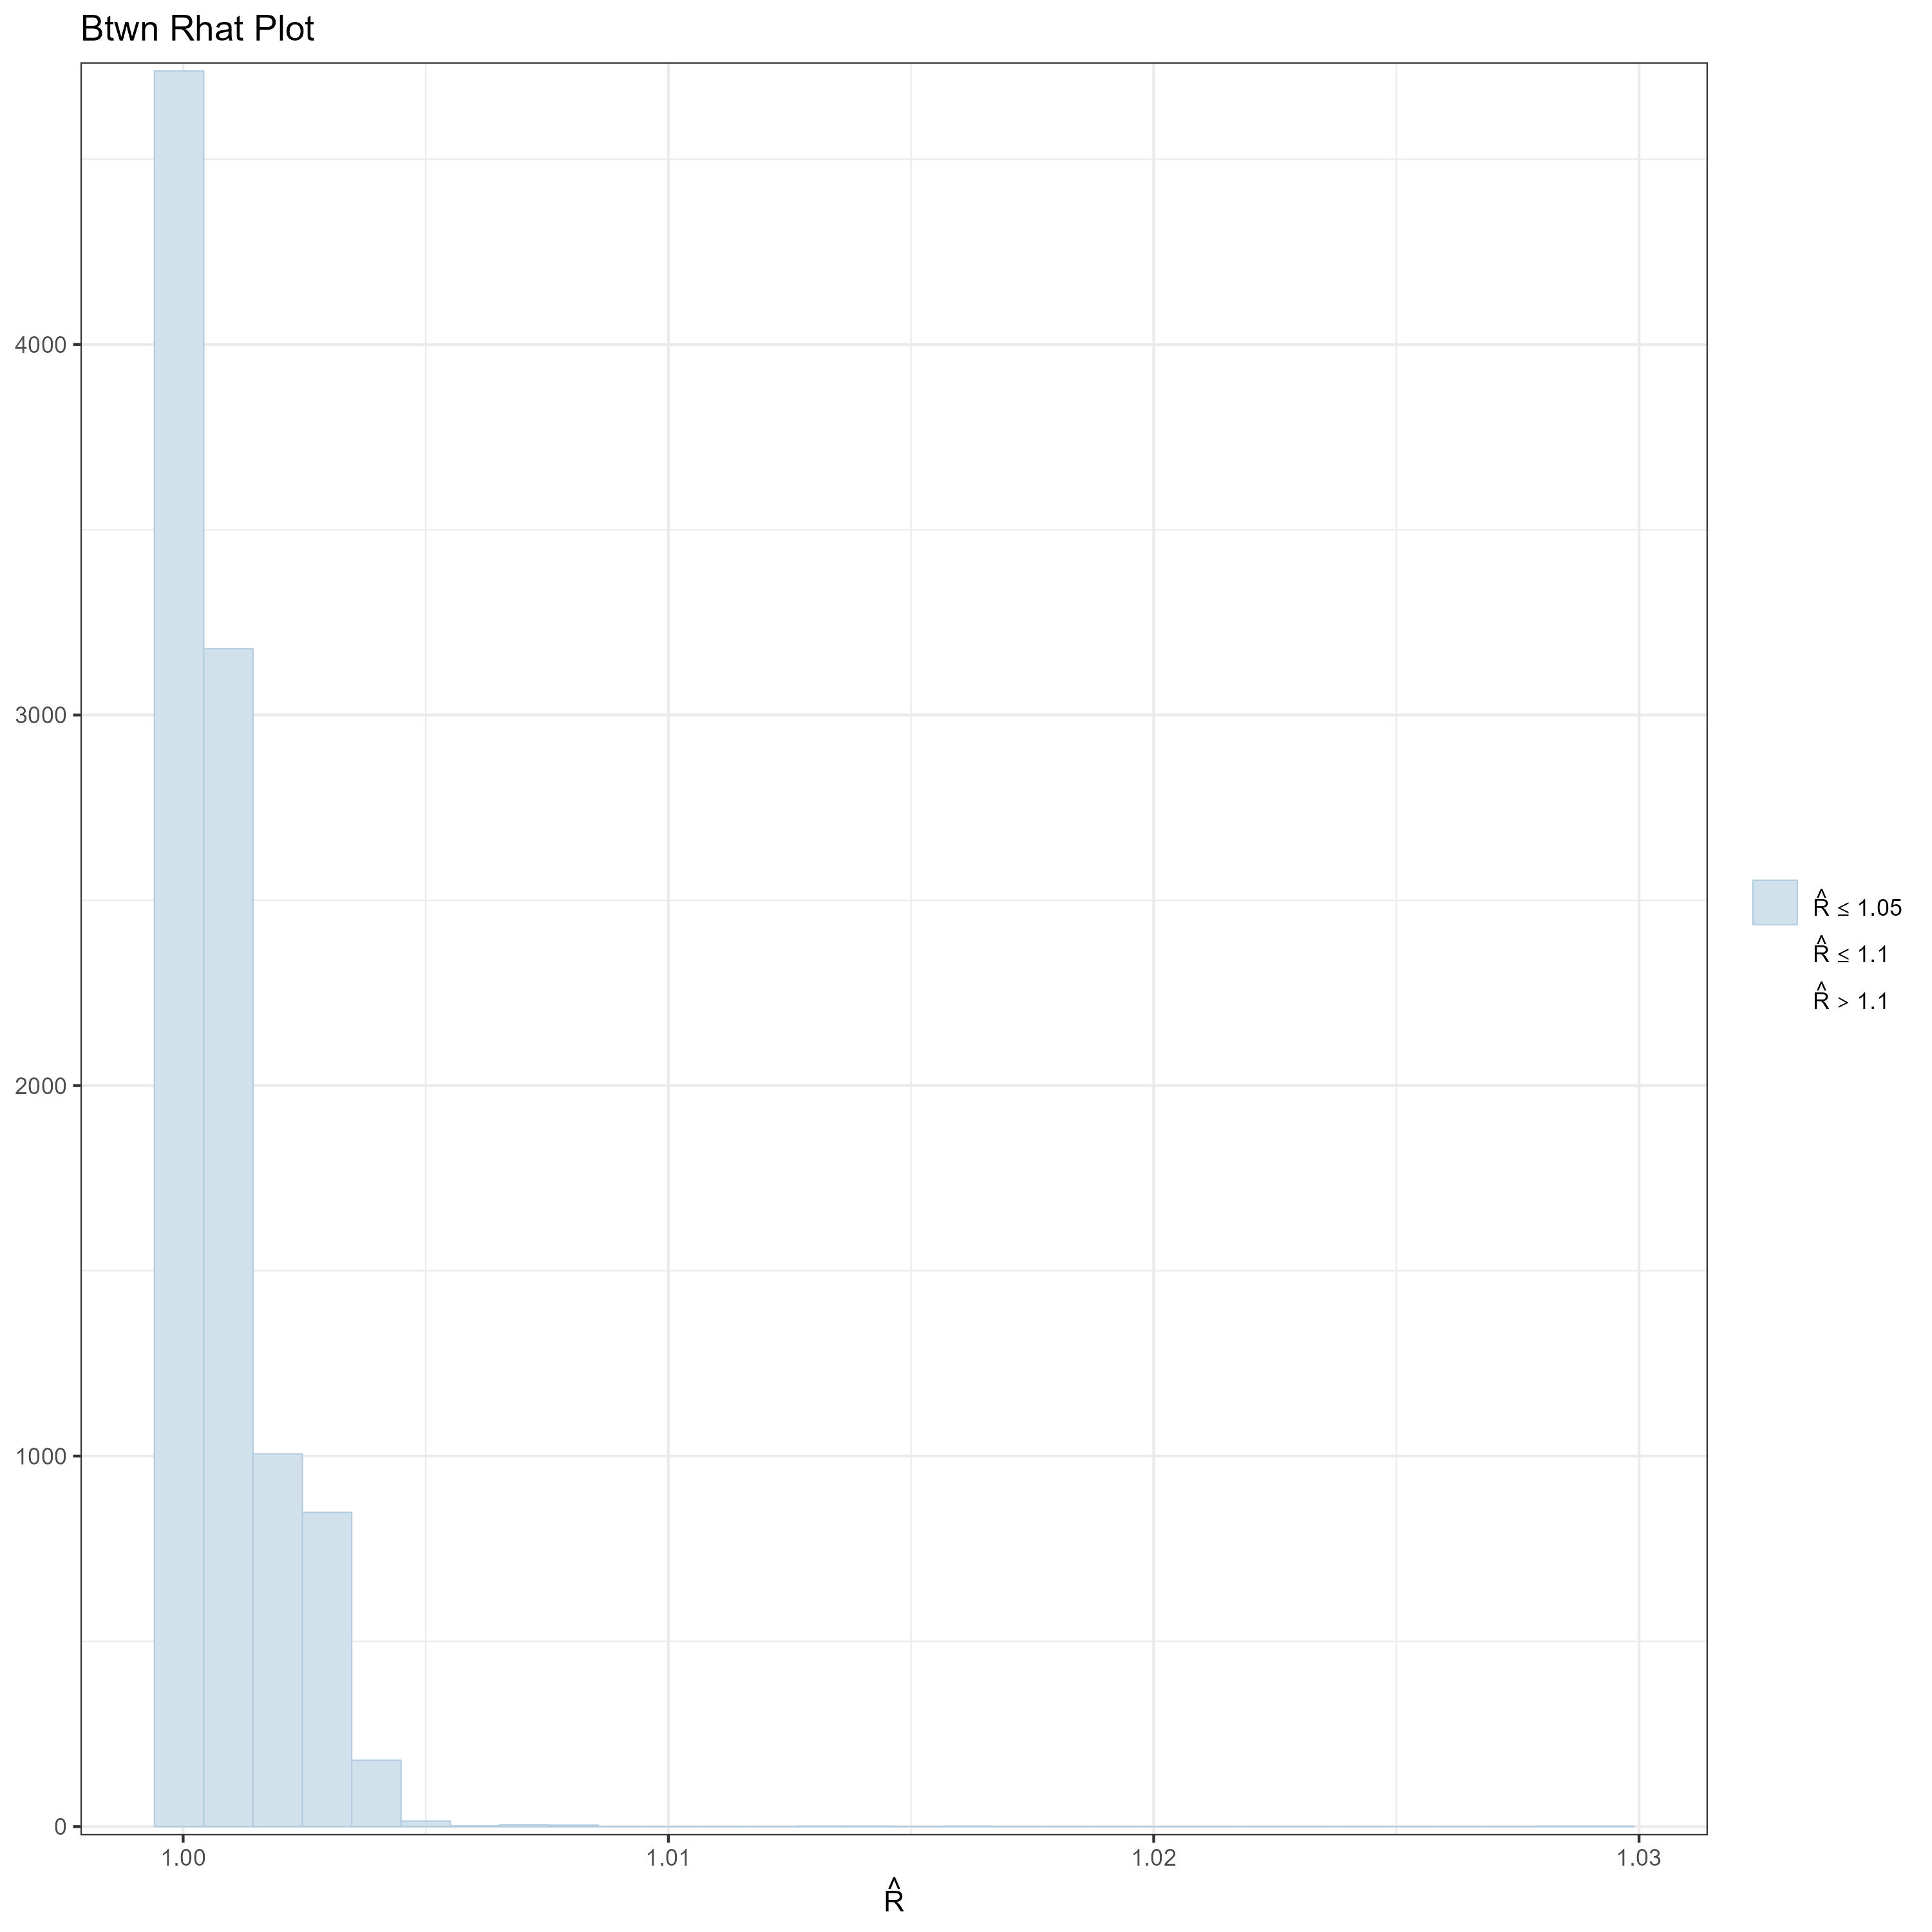 Btwn Rhat Plot
4000
3000
2000
1000
0
1.00 1.01 1.02 1.03
R̂
R̂ ≤ 1.05
R̂ ≤ 1.1
R̂ > 1.1